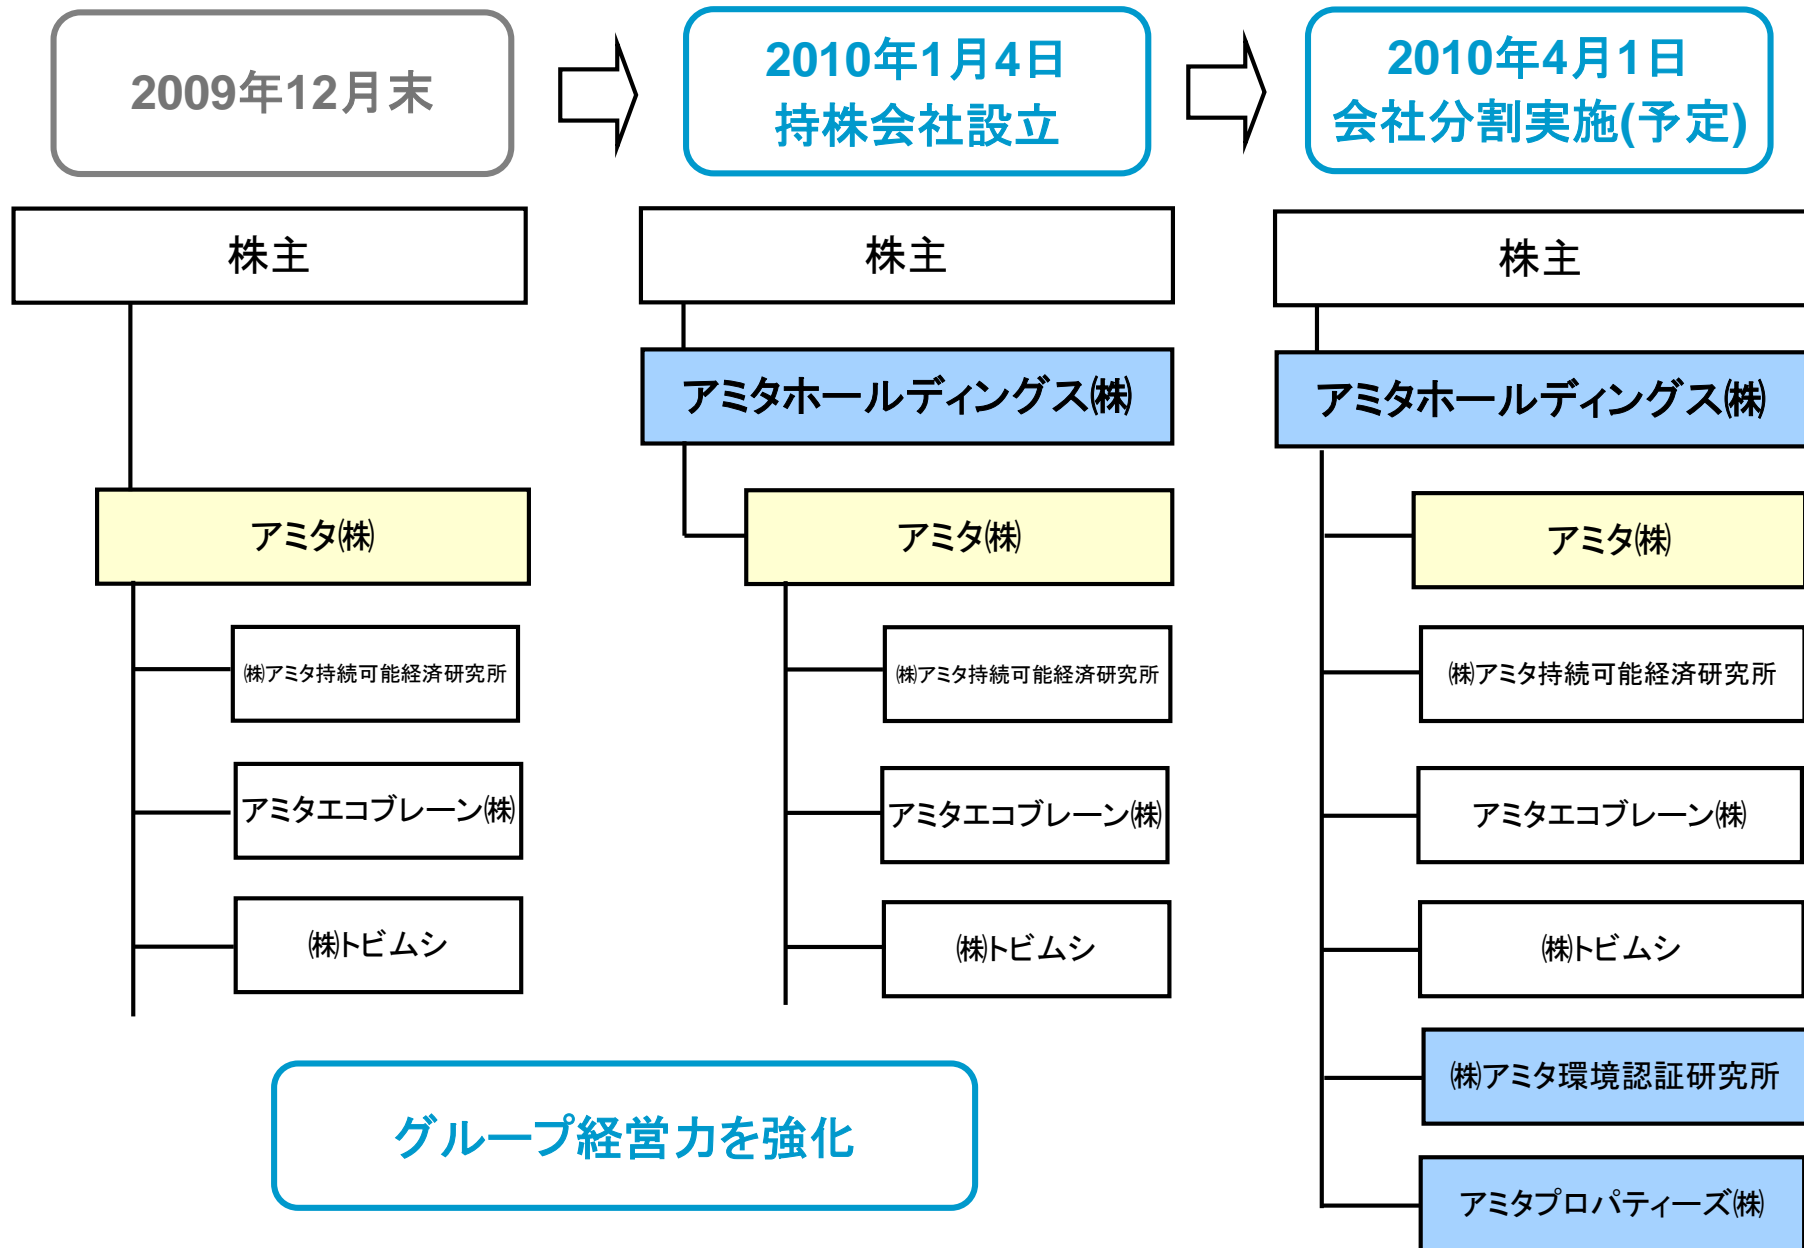 2009年12月末
2010年1月4日
持株会社設立
2010年4月1日
会社分割実施(予定)
株主
アミタ㈱
㈱アミタ持続可能経済研究所
アミタエコブレーン㈱
㈱トビムシ
株主
アミタホールディングス㈱
アミタ㈱
㈱アミタ持続可能経済研究所
アミタエコブレーン㈱
㈱トビムシ
株主
アミタホールディングス㈱
アミタ㈱
㈱アミタ持続可能経済研究所
アミタエコブレーン㈱
㈱トビムシ
㈱アミタ環境認証研究所
アミタプロパティーズ㈱
グループ経営力を強化